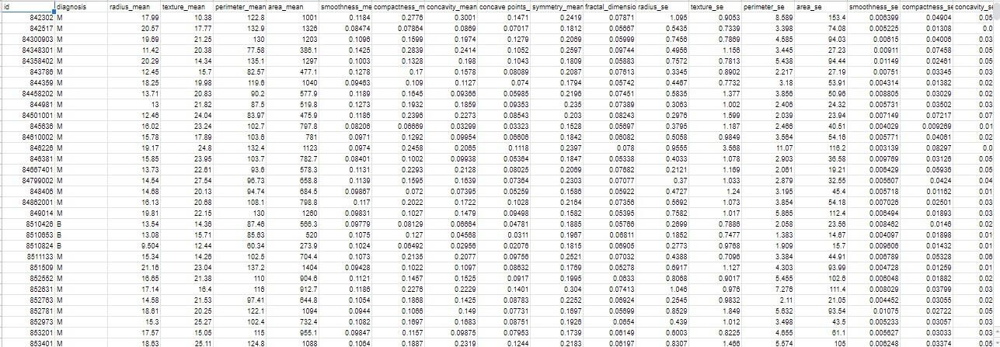 id diagnosis radius_mean texture_mean perimeter_mean area_mean smoothness_me compactness_m concavity_mean concave points_ symmetry_mean fractal_dimensio radius_se texture_se perimeter_se area_se smoothness_se compactness_se concavity_se
842302 M 17.99 10.38 122.8 1001 0.1184 0.2776 0.3001 0.1471 0.2419 0.07871 1.095 0.9053 8.589 153.4 0.006399 0.04904 0.05
842517 M 20.57 17.77 132.9 1326 0.08474 0.07864 0.0869 0.07017 0.1812 0.05667 0.5435 0.7339 3.398 74.08 0.005225 0.01308 0.0
84300903 M 19.69 21.25 130 1203 0.1096 0.1599 0.1974 0.1279 0.2069 0.05999 0.7456 0.7869 4.585 94.03 0.00615 0.04006 0.03
84348301 M 11.42 20.38 77.58 386.1 0.1425 0.2839 0.2414 0.1052 0.2597 0.09744 0.4956 1.156 3.445 27.23 0.00911 0.07458 0.05
84358402 M 20.29 14.34 135.1 1297 0.1003 0.1328 0.198 0.1043 0.1809 0.05883 0.7572 0.7813 5.438 94.44 0.01149 0.02461 0.05
843786 M 12.45 15.7 82.57 477.1 0.1278 0.17 0.1578 0.08089 0.2087 0.07613 0.3345 0.8902 2.217 27.19 0.00751 0.03345 0.03
844359 M 18.25 19.98 119.6 1040 0.09463 0.109 0.1127 0.074 0.1794 0.05742 0.4467 0.7732 3.18 53.91 0.004314 0.01382 0.02
84458202 M 13.71 20.83 90.2 577.9 0.1189 0.1645 0.09366 0.05985 0.2196 0.07451 0.5835 1.377 3.856 50.96 0.008805 0.03029 0.02
844981 M 13 21.82 87.5 519.8 0.1273 0.1932 0.1859 0.09353 0.235 0.07389 0.3063 1.002 2.406 24.32 0.005731 0.03502 0.03
84501001 M 12.46 24.04 83.97 475.9 0.1186 0.2396 0.2273 0.08543 0.203 0.08243 0.2976 1.599 2.039 23.94 0.007149 0.07217 0.07
845636 M 16.02 23.24 102.7 797.8 0.08206 0.06669 0.03299 0.03323 0.1528 0.05697 0.3795 1.187 2.466 40.51 0.004029 0.009269 0.01
84610002 M 15.78 17.89 103.6 781 0.0971 0.1292 0.09954 0.06606 0.1842 0.06082 0.5058 0.9849 3.564 54.16 0.005771 0.04061 0.02
846226 M 19.17 24.8 132.4 1123 0.0974 0.2458 0.2065 0.1118 0.2397 0.078 0.9555 3.568 11.07 116.2 0.003139 0.08297 0.0
846381 M 15.85 23.95 103.7 782.7 0.08401 0.1002 0.09938 0.05364 0.1847 0.05338 0.4033 1.078 2.903 36.58 0.009769 0.03126 0.05
84667401 M 13.73 22.61 93.6 578.3 0.1131 0.2293 0.2128 0.08025 0.2069 0.07682 0.2121 1.169 2.061 19.21 0.006429 0.05936 0.05
84799002 M 14.54 27.54 96.73 658.8 0.1139 0.1595 0.1639 0.07364 0.2303 0.07077 0.37 1.033 2.879 32.55 0.005607 0.0424 0.04
848406 M 14.68 20.13 94.74 684.5 0.09867 0.072 0.07395 0.05259 0.1586 0.05922 0.4727 1.24 3.195 45.4 0.005718 0.01162 0.01
84862001 M 16.13 20.68 108.1 798.8 0.117 0.2022 0.1722 0.1028 0.2164 0.07356 0.5692 1.073 3.854 54.18 0.007026 0.02501 0.03
849014 M 19.81 22.15 130 1260 0.09831 0.1027 0.1479 0.09498 0.1582 0.05395 0.7582 1.017 5.865 112.4 0.006494 0.01893 0.03
8510426 B 13.54 14.36 87.46 566.3 0.09779 0.08129 0.06664 0.04781 0.1885 0.05766 0.2699 0.7886 2.058 23.56 0.008462 0.0146 0.02
8510653 B 13.08 15.71 85.63 520 0.1075 0.127 0.04568 0.0311 0.1967 0.06811 0.1852 0.7477 1.383 14.67 0.004097 0.01898 0.01
8510824 B 9.504 12.44 60.34 273.9 0.1024 0.06492 0.02956 0.02076 0.1815 0.06905 0.2773 0.9768 1.909 15.7 0.009606 0.01432 0.01
8511133 M 15.34 14.26 102.5 704.4 0.1073 0.2135 0.2077 0.09756 0.2521 0.07032 0.4388 0.7096 3.384 44.91 0.006789 0.05328 0.06
851509 M 21.16 23.04 137.2 1404 0.09428 0.1022 0.1097 0.08632 0.1769 0.05278 0.6917 1.127 4.303 93.99 0.004728 0.01259 0.01
852552 M 16.65 21.38 110 904.6 0.1121 0.1457 0.1525 0.0917 0.1995 0.0633 0.8068 0.9017 5.455 102.6 0.006048 0.01882 0.02
852631 M 17.14 16.4 116 912.7 0.1186 0.2276 0.2229 0.1401 0.304 0.07413 1.046 0.976 7.276 111.4 0.008029 0.03799 0.03
852763 M 14.58 21.53 97.41 644.8 0.1054 0.1868 0.1425 0.08783 0.2252 0.06924 0.2545 0.9832 2.11 21.05 0.004452 0.03055 0.02
852781 M 18.61 20.25 122.1 1094 0.0944 0.1066 0.149 0.07731 0.1697 0.05699 0.8529 1.849 5.632 93.54 0.01075 0.02722 0.05
852973 M 15.3 25.27 102.4 732.4 0.1082 0.1697 0.1683 0.08751 0.1926 0.0654 0.439 1.012 3.498 43.5 0.005233 0.03057 0.03
853201 M 17.57 15.05 115 955.1 0.09847 0.1157 0.09875 0.07953 0.1739 0.06149 0.6003 0.8225 4.655 61.1 0.005627 0.03033 0.03
853401 M 18.63 25.11 124.8 1088 0.1064 0.1887 0.2319 0.1244 0.2183 0.06197 0.8307 1.466 5.574 105 0.006248 0.03374 0.05